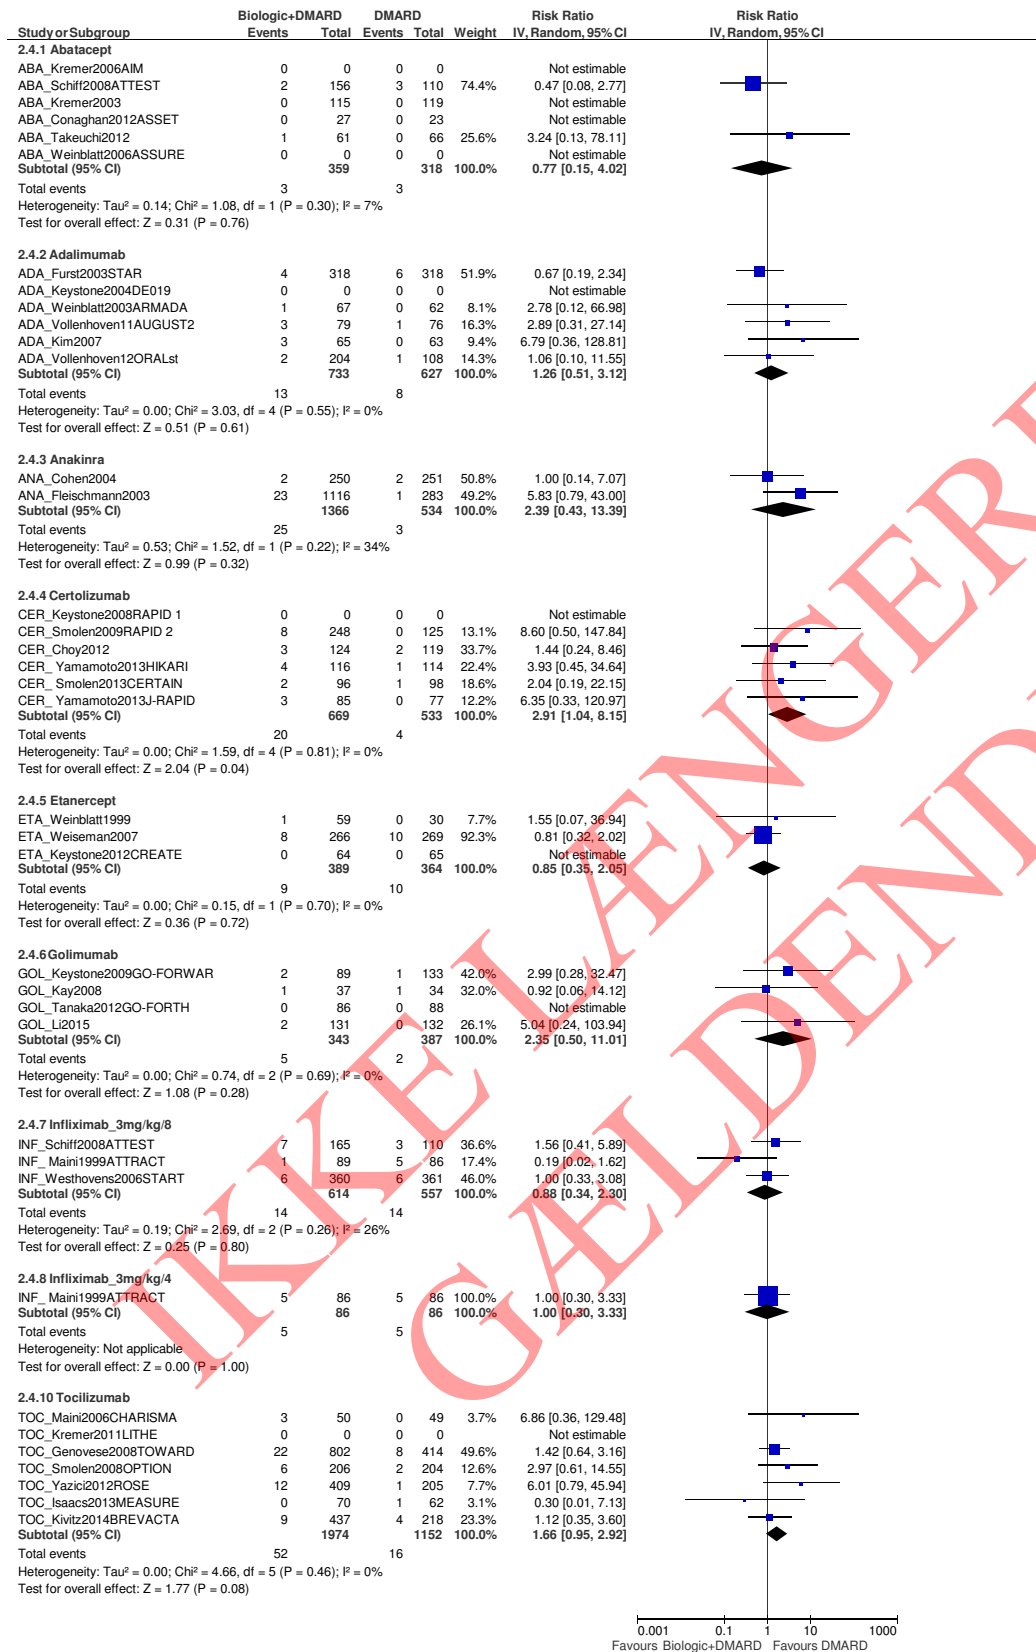 Biologic+DMARD DMARD Risk Ratio Risk Ratio
Study or Subgroup Events Total Events Total Weight IV, Random, 95% CI IV, Random, 95% CI
2.4.1 Abatacept
ABA_Kremer2006AIM 0 0 0 0 Not estimable
ABA_Schiff2008ATTEST 2 156 3 110 74.4% 0.47 [0.08, 2.77]
ABA_Kremer2003 0 115 0 119 Not estimable
ABA_Conaghan2012ASSET 0 27 0 23 Not estimable
ABA_Takeuchi2012 1 61 0 66 25.6% 3.24 [0.13, 78.11]
ABA_Weinblatt2006ASSURE 0 0 0 0 Not estimable
Subtotal (95% CI) 359 318 100.0% 0.77 [0.15, 4.02]
Total events 3 3
Heterogeneity: Tau² = 0.14; Chi² = 1.08, df = 1 (P = 0.30); I² = 7%
Test for overall effect: Z = 0.31 (P = 0.76)
2.4.2 Adalimumab
ADA_Furst2003STAR 4 318 6 318 51.9% 0.67 [0.19, 2.34]
ADA_Keystone2004DE019 0 0 0 0 Not estimable
ADA_Weinblatt2003ARMADA 1 67 0 62 8.1% 2.78 [0.12, 66.98]
ADA_Vollenhoven11AUGUST2 3 79 1 76 16.3% 2.89 [0.31, 27.14]
ADA_Kim2007 3 65 0 63 9.4% 6.79 [0.36, 128.81]
ADA_Vollenhoven12ORALst 2 204 1 108 14.3% 1.06 [0.10, 11.55]
Subtotal (95% CI) 733 627 100.0% 1.26 [0.51, 3.12]
Total events 13 8
Heterogeneity: Tau² = 0.00; Chi² = 3.03, df = 4 (P = 0.55); I² = 0%
Test for overall effect: Z = 0.51 (P = 0.61)
2.4.3 Anakinra
ANA_Cohen2004 2 250 2 251 50.8% 1.00 [0.14, 7.07]
ANA_Fleischmann2003 23 1116 1 283 49.2% 5.83 [0.79, 43.00]
Subtotal (95% CI) 1366 534 100.0% 2.39 [0.43, 13.39]
Total events 25 3
Heterogeneity: Tau² = 0.53; Chi² = 1.52, df = 1 (P = 0.22); I² = 34%
Test for overall effect: Z = 0.99 (P = 0.32)
2.4.4 Certolizumab
CER_Keystone2008RAPID 1 0 0 0 0 Not estimable
CER_Smolen2009RAPID 2 8 248 0 125 13.1% 8.60 [0.50, 147.84]
CER_Choy2012 3 124 2 119 33.7% 1.44 [0.24, 8.46]
CER_ Yamamoto2013HIKARI 4 116 1 114 22.4% 3.93 [0.45, 34.64]
CER_ Smolen2013CERTAIN 2 96 1 98 18.6% 2.04 [0.19, 22.15]
CER_ Yamamoto2013J-RAPID 3 85 0 77 12.2% 6.35 [0.33, 120.97]
Subtotal (95% CI) 669 533 100.0% 2.91 [1.04, 8.15]
Total events 20 4
Heterogeneity: Tau² = 0.00; Chi² = 1.59, df = 4 (P = 0.81); I² = 0%
Test for overall effect: Z = 2.04 (P = 0.04)
2.4.5 Etanercept
ETA_Weinblatt1999 1 59 0 30 7.7% 1.55 [0.07, 36.94]
ETA_Weiseman2007 8 266 10 269 92.3% 0.81 [0.32, 2.02]
ETA_Keystone2012CREATE 0 64 0 65 Not estimable
Subtotal (95% CI) 389 364 100.0% 0.85 [0.35, 2.05]
Total events 9 10
Heterogeneity: Tau² = 0.00; Chi² = 0.15, df = 1 (P = 0.70); I² = 0%
Test for overall effect: Z = 0.36 (P = 0.72)
2.4.6 Golimumab
GOL_Keystone2009GO-FORWAR 2 89 1 133 42.0% 2.99 [0.28, 32.47]
GOL_Kay2008 1 37 1 34 32.0% 0.92 [0.06, 14.12]
GOL_Tanaka2012GO-FORTH 0 86 0 88 Not estimable
GOL_Li2015 2 131 0 132 26.1% 5.04 [0.24, 103.94]
Subtotal (95% CI) 343 387 100.0% 2.35 [0.50, 11.01]
Total events 5 2
Heterogeneity: Tau² = 0.00; Chi² = 0.74, df = 2 (P = 0.69); I² = 0%
Test for overall effect: Z = 1.08 (P = 0.28)
2.4.7 Infliximab_3mg/kg/8
INF_Schiff2008ATTEST 7 165 3 110 36.6% 1.56 [0.41, 5.89]
INF_ Maini1999ATTRACT 1 89 5 86 17.4% 0.19 [0.02, 1.62]
INF_Westhovens2006START 6 360 6 361 46.0% 1.00 [0.33, 3.08]
Subtotal (95% CI) 614 557 100.0% 0.88 [0.34, 2.30]
Total events 14 14
Heterogeneity: Tau² = 0.19; Chi² = 2.69, df = 2 (P = 0.26); I² = 26%
Test for overall effect: Z = 0.25 (P = 0.80)
2.4.8 Infliximab_3mg/kg/4
INF_ Maini1999ATTRACT 5 86 5 86 100.0% 1.00 [0.30, 3.33]
Subtotal (95% CI) 86 86 100.0% 1.00 [0.30, 3.33]
Total events 5 5
Heterogeneity: Not applicable
Test for overall effect: Z = 0.00 (P = 1.00)
2.4.10 Tocilizumab
TOC_Maini2006CHARISMA 3 50 0 49 3.7% 6.86 [0.36, 129.48]
TOC_Kremer2011LITHE 0 0 0 0 Not estimable
TOC_Genovese2008TOWARD 22 802 8 414 49.6% 1.42 [0.64, 3.16]
TOC_Smolen2008OPTION 6 206 2 204 12.6% 2.97 [0.61, 14.55]
TOC_Yazici2012ROSE 12 409 1 205 7.7% 6.01 [0.79, 45.94]
TOC_Isaacs2013MEASURE 0 70 1 62 3.1% 0.30 [0.01, 7.13]
TOC_Kivitz2014BREVACTA 9 437 4 218 23.3% 1.12 [0.35, 3.60]
Subtotal (95% CI) 1974 1152 100.0% 1.66 [0.95, 2.92]
Total events 52 16
Heterogeneity: Tau² = 0.00; Chi² = 4.66, df = 5 (P = 0.46); I² = 0%
Test for overall effect: Z = 1.77 (P = 0.08)
0.001 0.1 1 10 1000
Favours Biologic+DMARD Favours DMARD
IKKE LÆNGERE
GÆLDEND